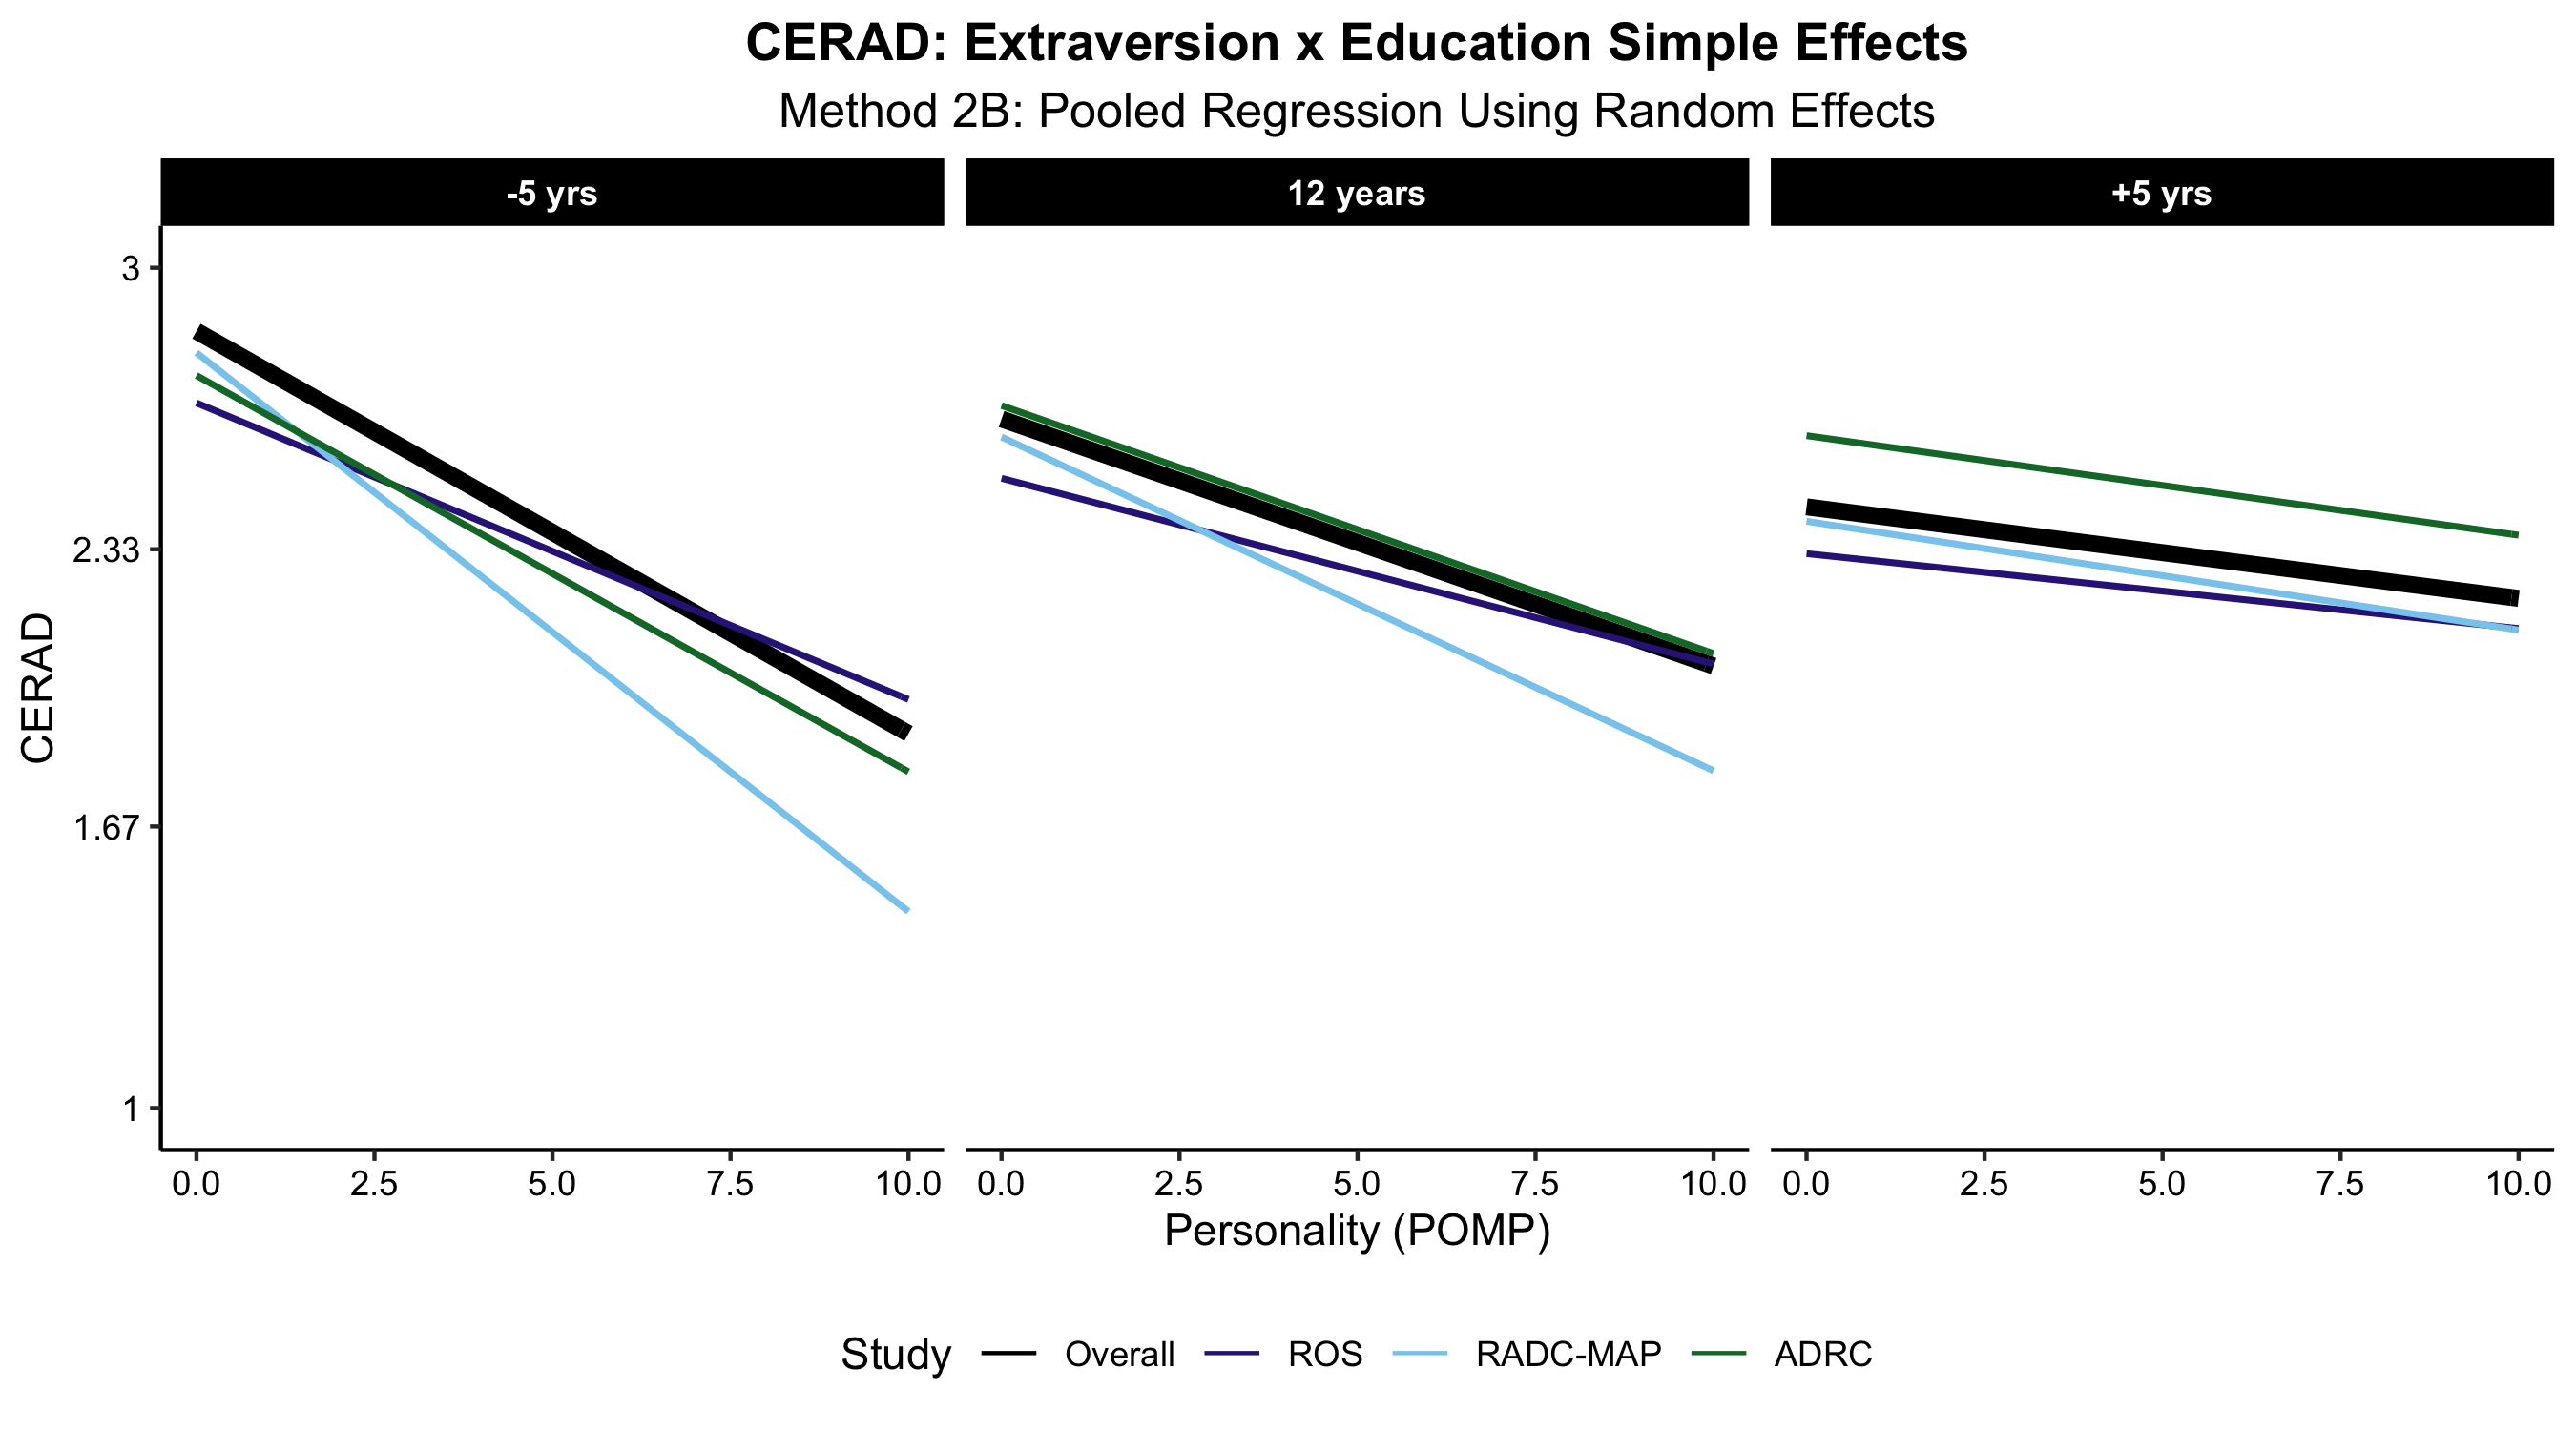 CERAD: Extraversion x Education Simple Effects
Method 2B: Pooled Regression Using Random Effects
-5 yrs
12 years
+5 yrs
CERAD
3
2.33
1.67
1
0.0 2.5 5.0 7.5 10.0
0.0 2.5 5.0 7.5 10.0
0.0 2.5 5.0 7.5 10.0
Personality (POMP)
Study Overall ROS RADC-MAP ADRC